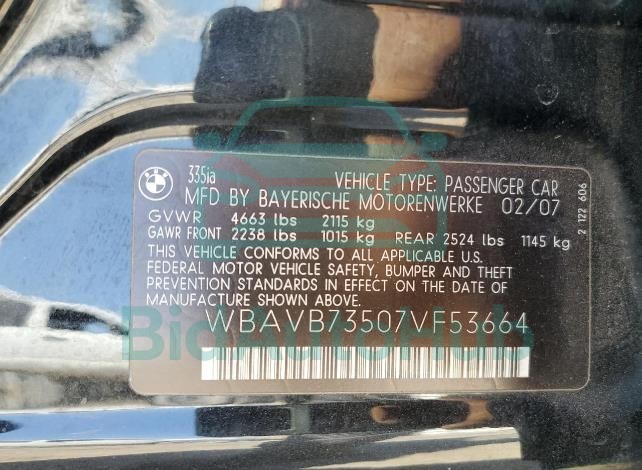 BMW
335ia
VEHICLE TYPE: PASSENGER CAR
MFD BY BAYERISCHE MOTORENWERKE 02/07
GVWR 4663 lbs 2115 kg
GAWR FRONT 2238 lbs 1015 kg REAR 2524 lbs 1145 kg
THIS VEHICLE CONFORMS TO ALL APPLICABLE U.S.
FEDERAL MOTOR VEHICLE SAFETY, BUMPER AND THEFT
PREVENTION STANDARDS IN EFFECT ON THE DATE OF
MANUFACTURE SHOWN ABOVE.
WBAVB73507VF53664
2 122 606
BidAutoHub